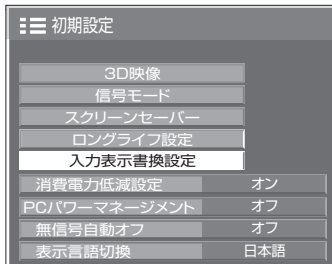 初期設定
3D映像
信号モード
スクリーンセーバー
ロングライフ設定
入力表示書換設定
消費電力低減設定 オン
PCパワーマネージメント オフ
無信号自動オフ オフ
表示言語切換 日本語